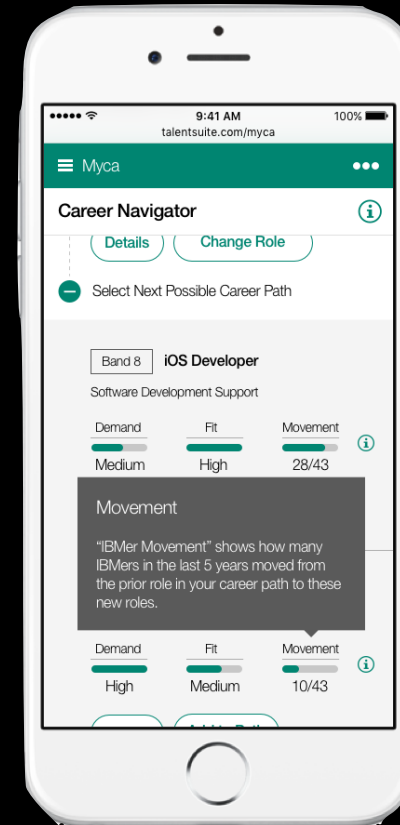 9:41 AM
100%
talentsuite.com/myca
Myca
Career Navigator
Details
Change Role
Select Next Possible Career Path
Band 8
iOS Developer
Software Development Support
Demand
Fit
Movement
Medium
High
28/43
Movement
“IBMer Movement” shows how many
IBMers in the last 5 years moved from
the prior role in your career path to these
new roles.
Demand
Fit
Movement
High
Medium
10/43
Add to Path